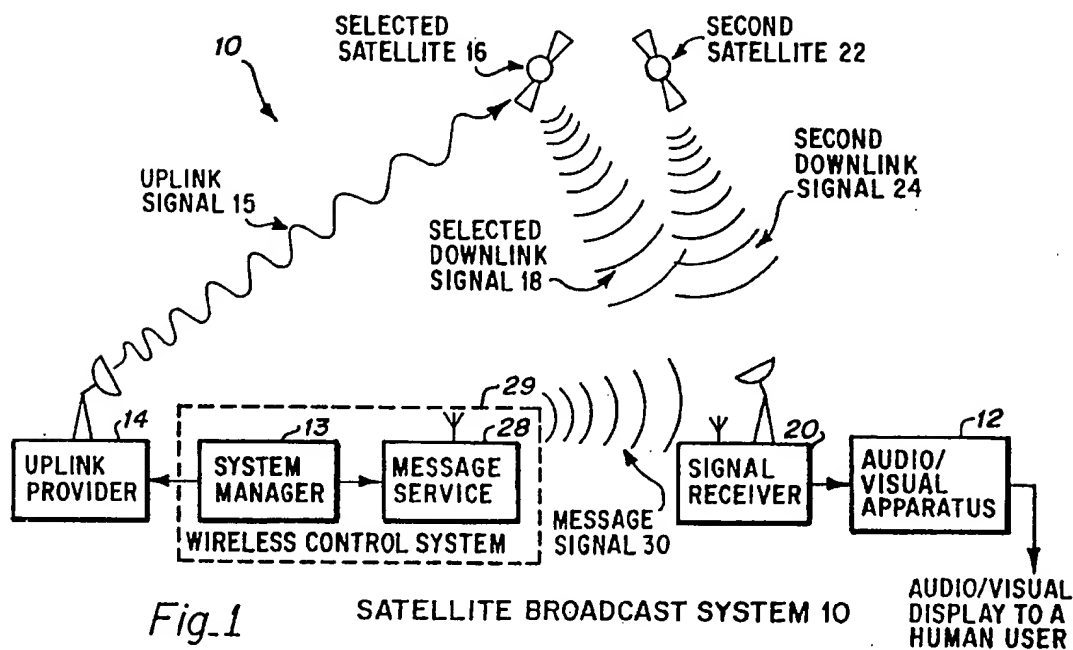 10
SELECTED
SATELLITE 16
SECOND
SATELLITE 22
UPLINK
SIGNAL 15
SECOND
DOWNLINK
SIGNAL 24
SELECTED
DOWNLINK
SIGNAL 18
14
UPLINK
PROVIDER
29
13
SYSTEM
MANAGER
28
MESSAGE
SERVICE
WIRELESS CONTROL SYSTEM
MESSAGE
SIGNAL 30
20
SIGNAL
RECEIVER
12
AUDIO/
VISUAL
APPARATUS
AUDIO/VISUAL
DISPLAY TO A
HUMAN USER
Fig_1
SATELLITE BROADCAST SYSTEM 10